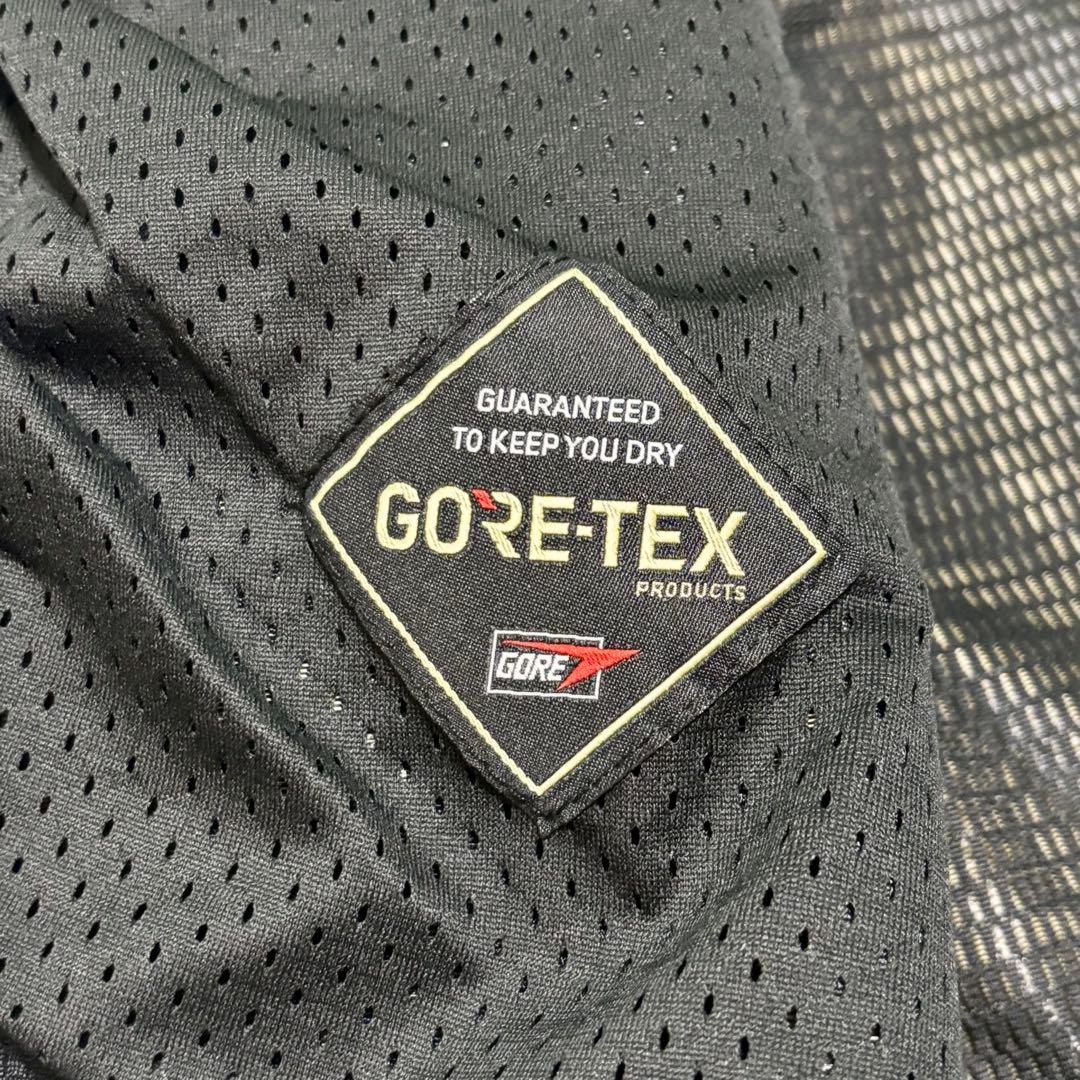 GUARANTEED
TO KEEP YOU DRY
GORE-TEX
PRODUCTS
GORE